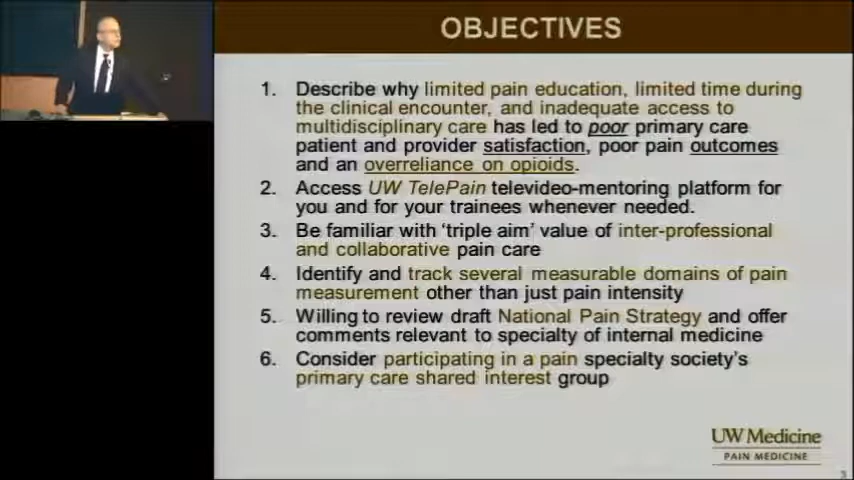 OBJECTIVES
1. Describe why limited pain education, limited time during
the clinical encounter, and inadequate access to
multidisciplinary care has led to poor primary care
patient and provider satisfaction, poor pain outcomes
and an overreliance on opioids.
2. Access UW TelePain televideo-mentoring platform for
you and for your trainees whenever needed.
3. Be familiar with ‘triple aim’ value of inter-professional
and collaborative pain care
4. Identify and track several measurable domains of pain
measurement other than just pain intensity
5. Willing to review draft National Pain Strategy and offer
comments relevant to specialty of internal medicine
6. Consider participating in a pain specialty society’s
primary care shared interest group
UW Medicine
PAIN MEDICINE
3